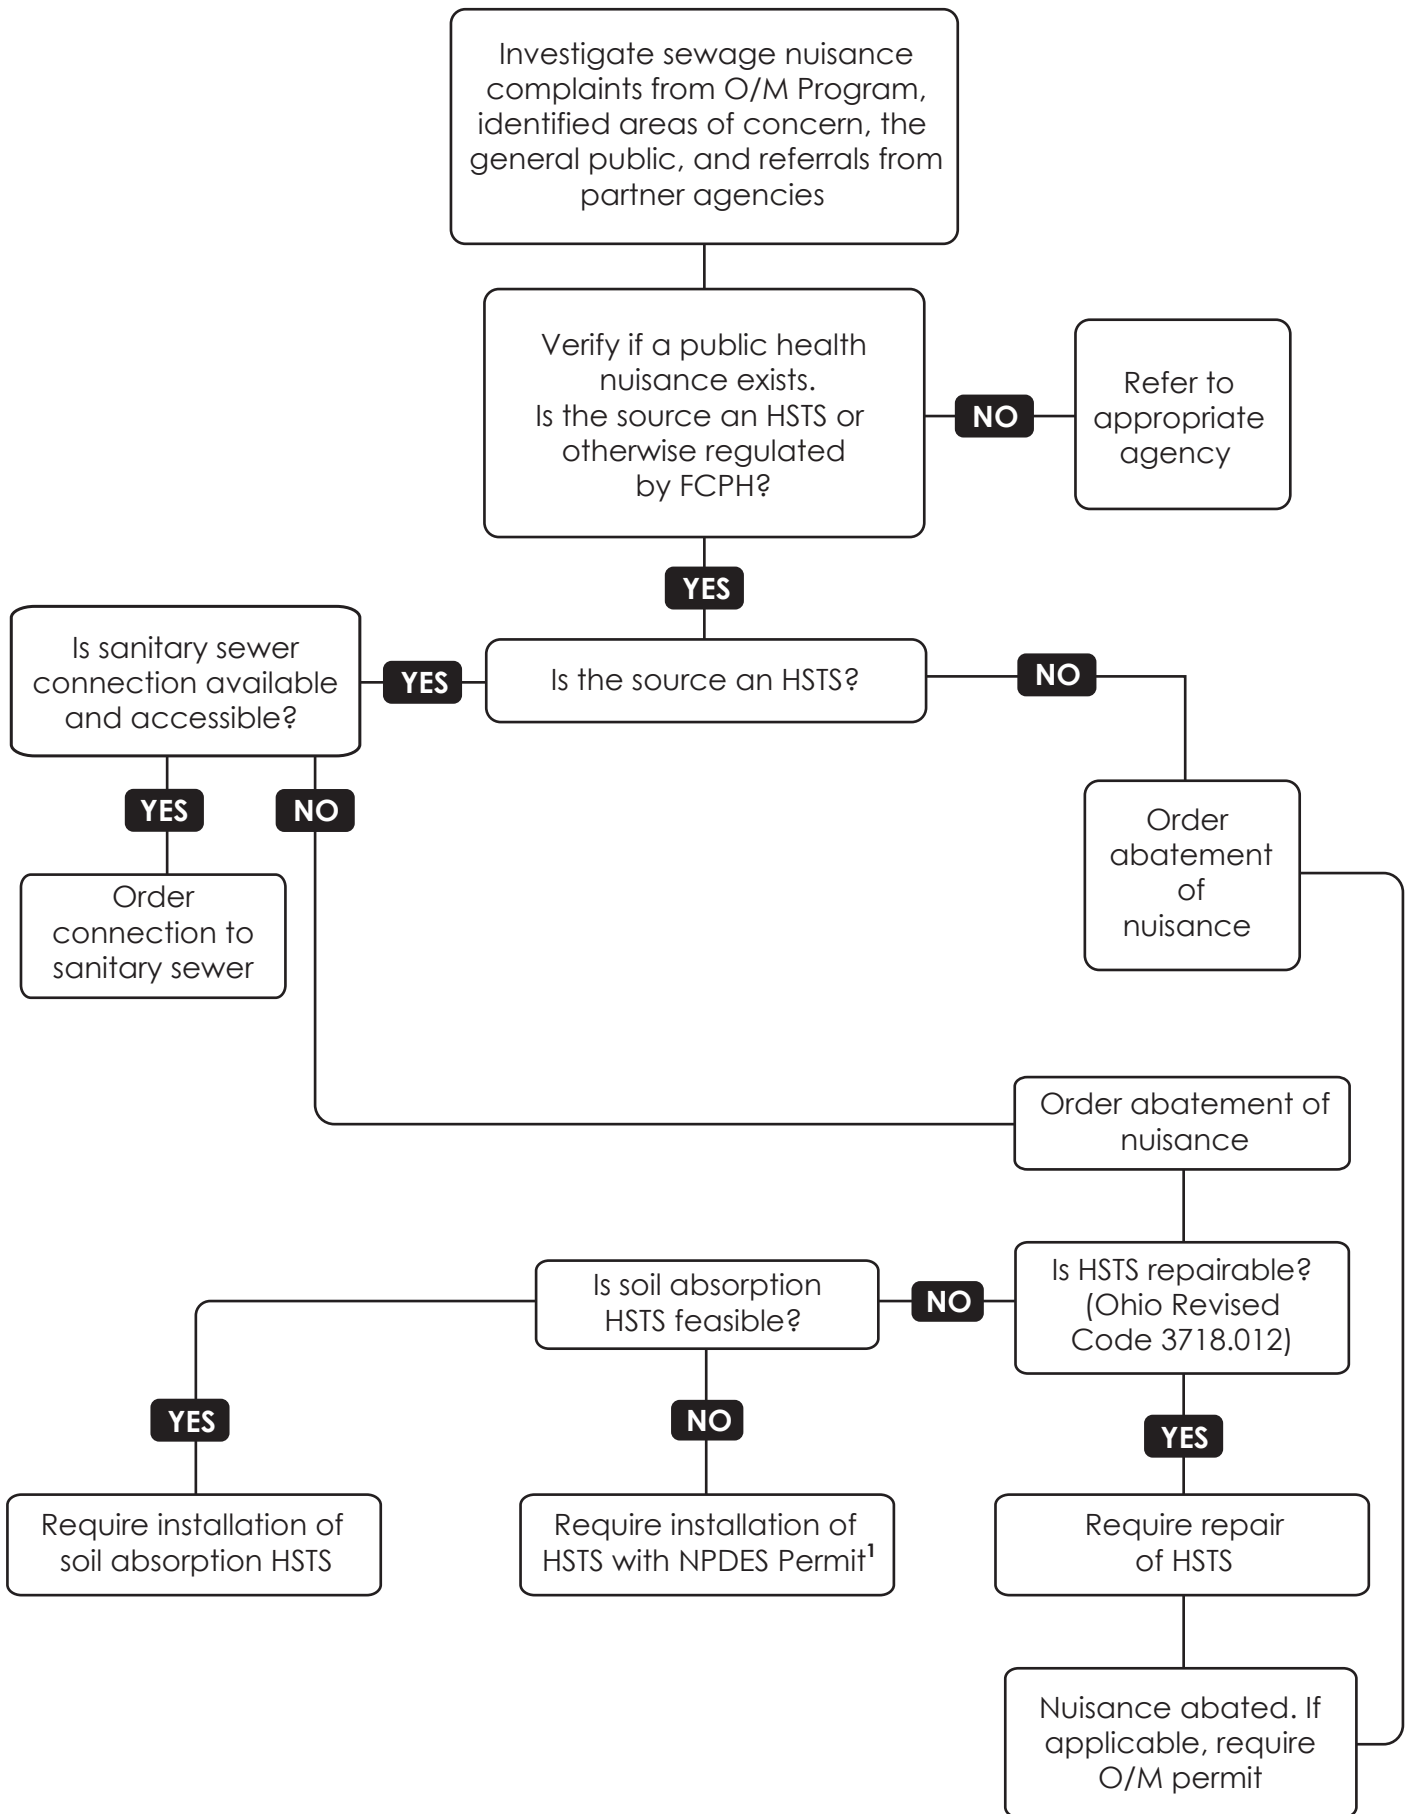 Investigate sewage nuisance
complaints from O/M Program,
identified areas of concern, the
general public, and referrals from
partner agencies
Verify if a public health
nuisance exists.
Is the source an HSTS or
otherwise regulated
by FCPH?
NO
Refer to
appropriate
agency
YES
Is sanitary sewer
connection available
and accessible?
YES
Is the source an HSTS?
NO
YES
NO
Order
connection to
sanitary sewer
Order
abatement
of
nuisance
Order abatement of
nuisance
Is soil absorption
HSTS feasible?
NO
Is HSTS repairable?
(Ohio Revised
Code 3718.012)
YES
NO
YES
Require installation of
soil absorption HSTS
Require installation of
HSTS with NPDES Permit¹
Require repair
of HSTS
Nuisance abated. If
applicable, require
O/M permit